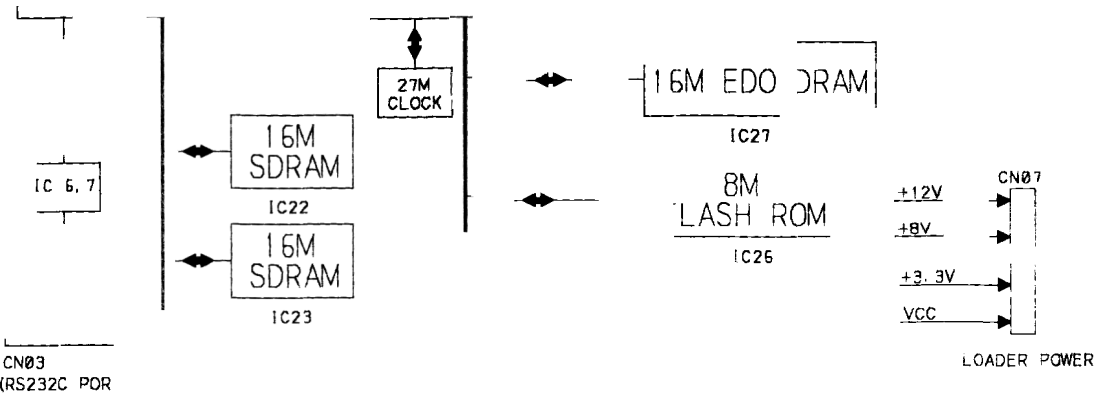 27M
CLOCK
16M EDO DRAM
IC27
16M
SDRAM
IC22
IC 6, 7
8M
LASH ROM
IC26
CN07
+12V
+8V
+3.3V
VCC
LOADER POWER
16M
SDRAM
IC23
CN03
(RS232C POR